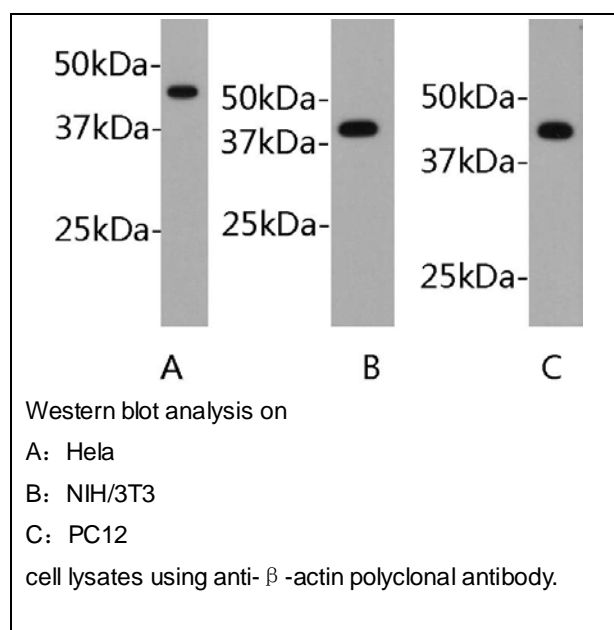 50kDa-
37kDa-
25kDa-
50kDa-
37kDa-
25kDa-
50kDa-
37kDa-
25kDa-
A B C
Western blot analysis on
A：Hela
B：NIH/3T3
C：PC12
cell lysates using anti-β-actin polyclonal antibody.